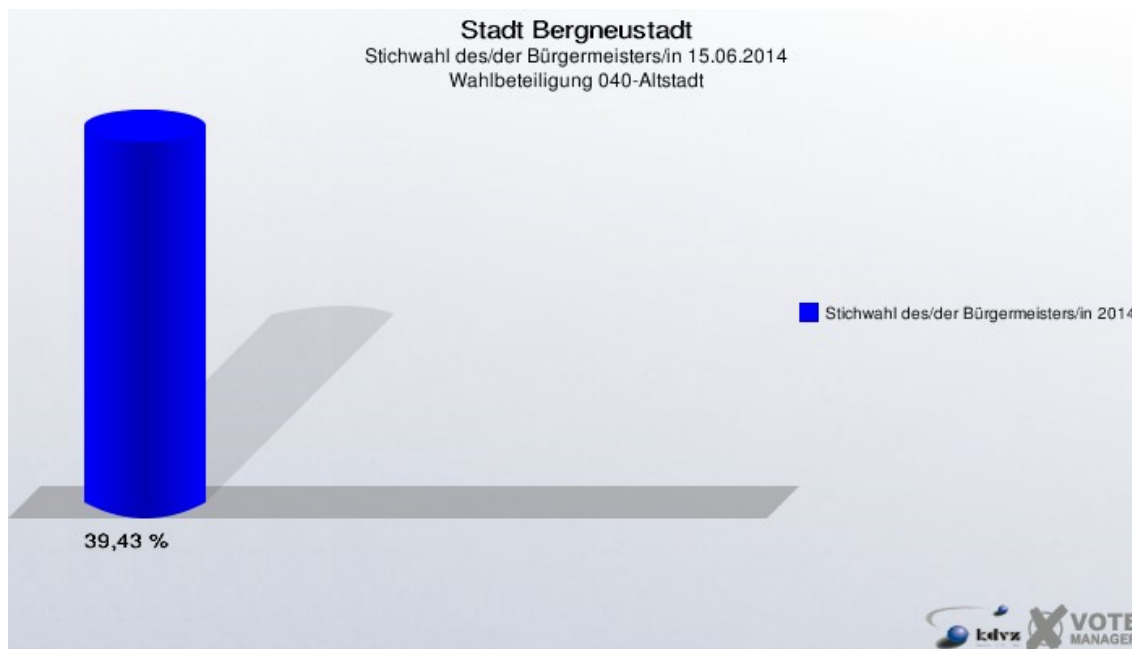 Stadt Bergneustadt
Stichwahl des/der Bürgermeisters/in 15.06.2014
Wahlbeteiligung 040-Altstadt
Stichwahl des/der Bürgermeisters/in 2014
39,43 %
kdvz
VOTE
MANAGER